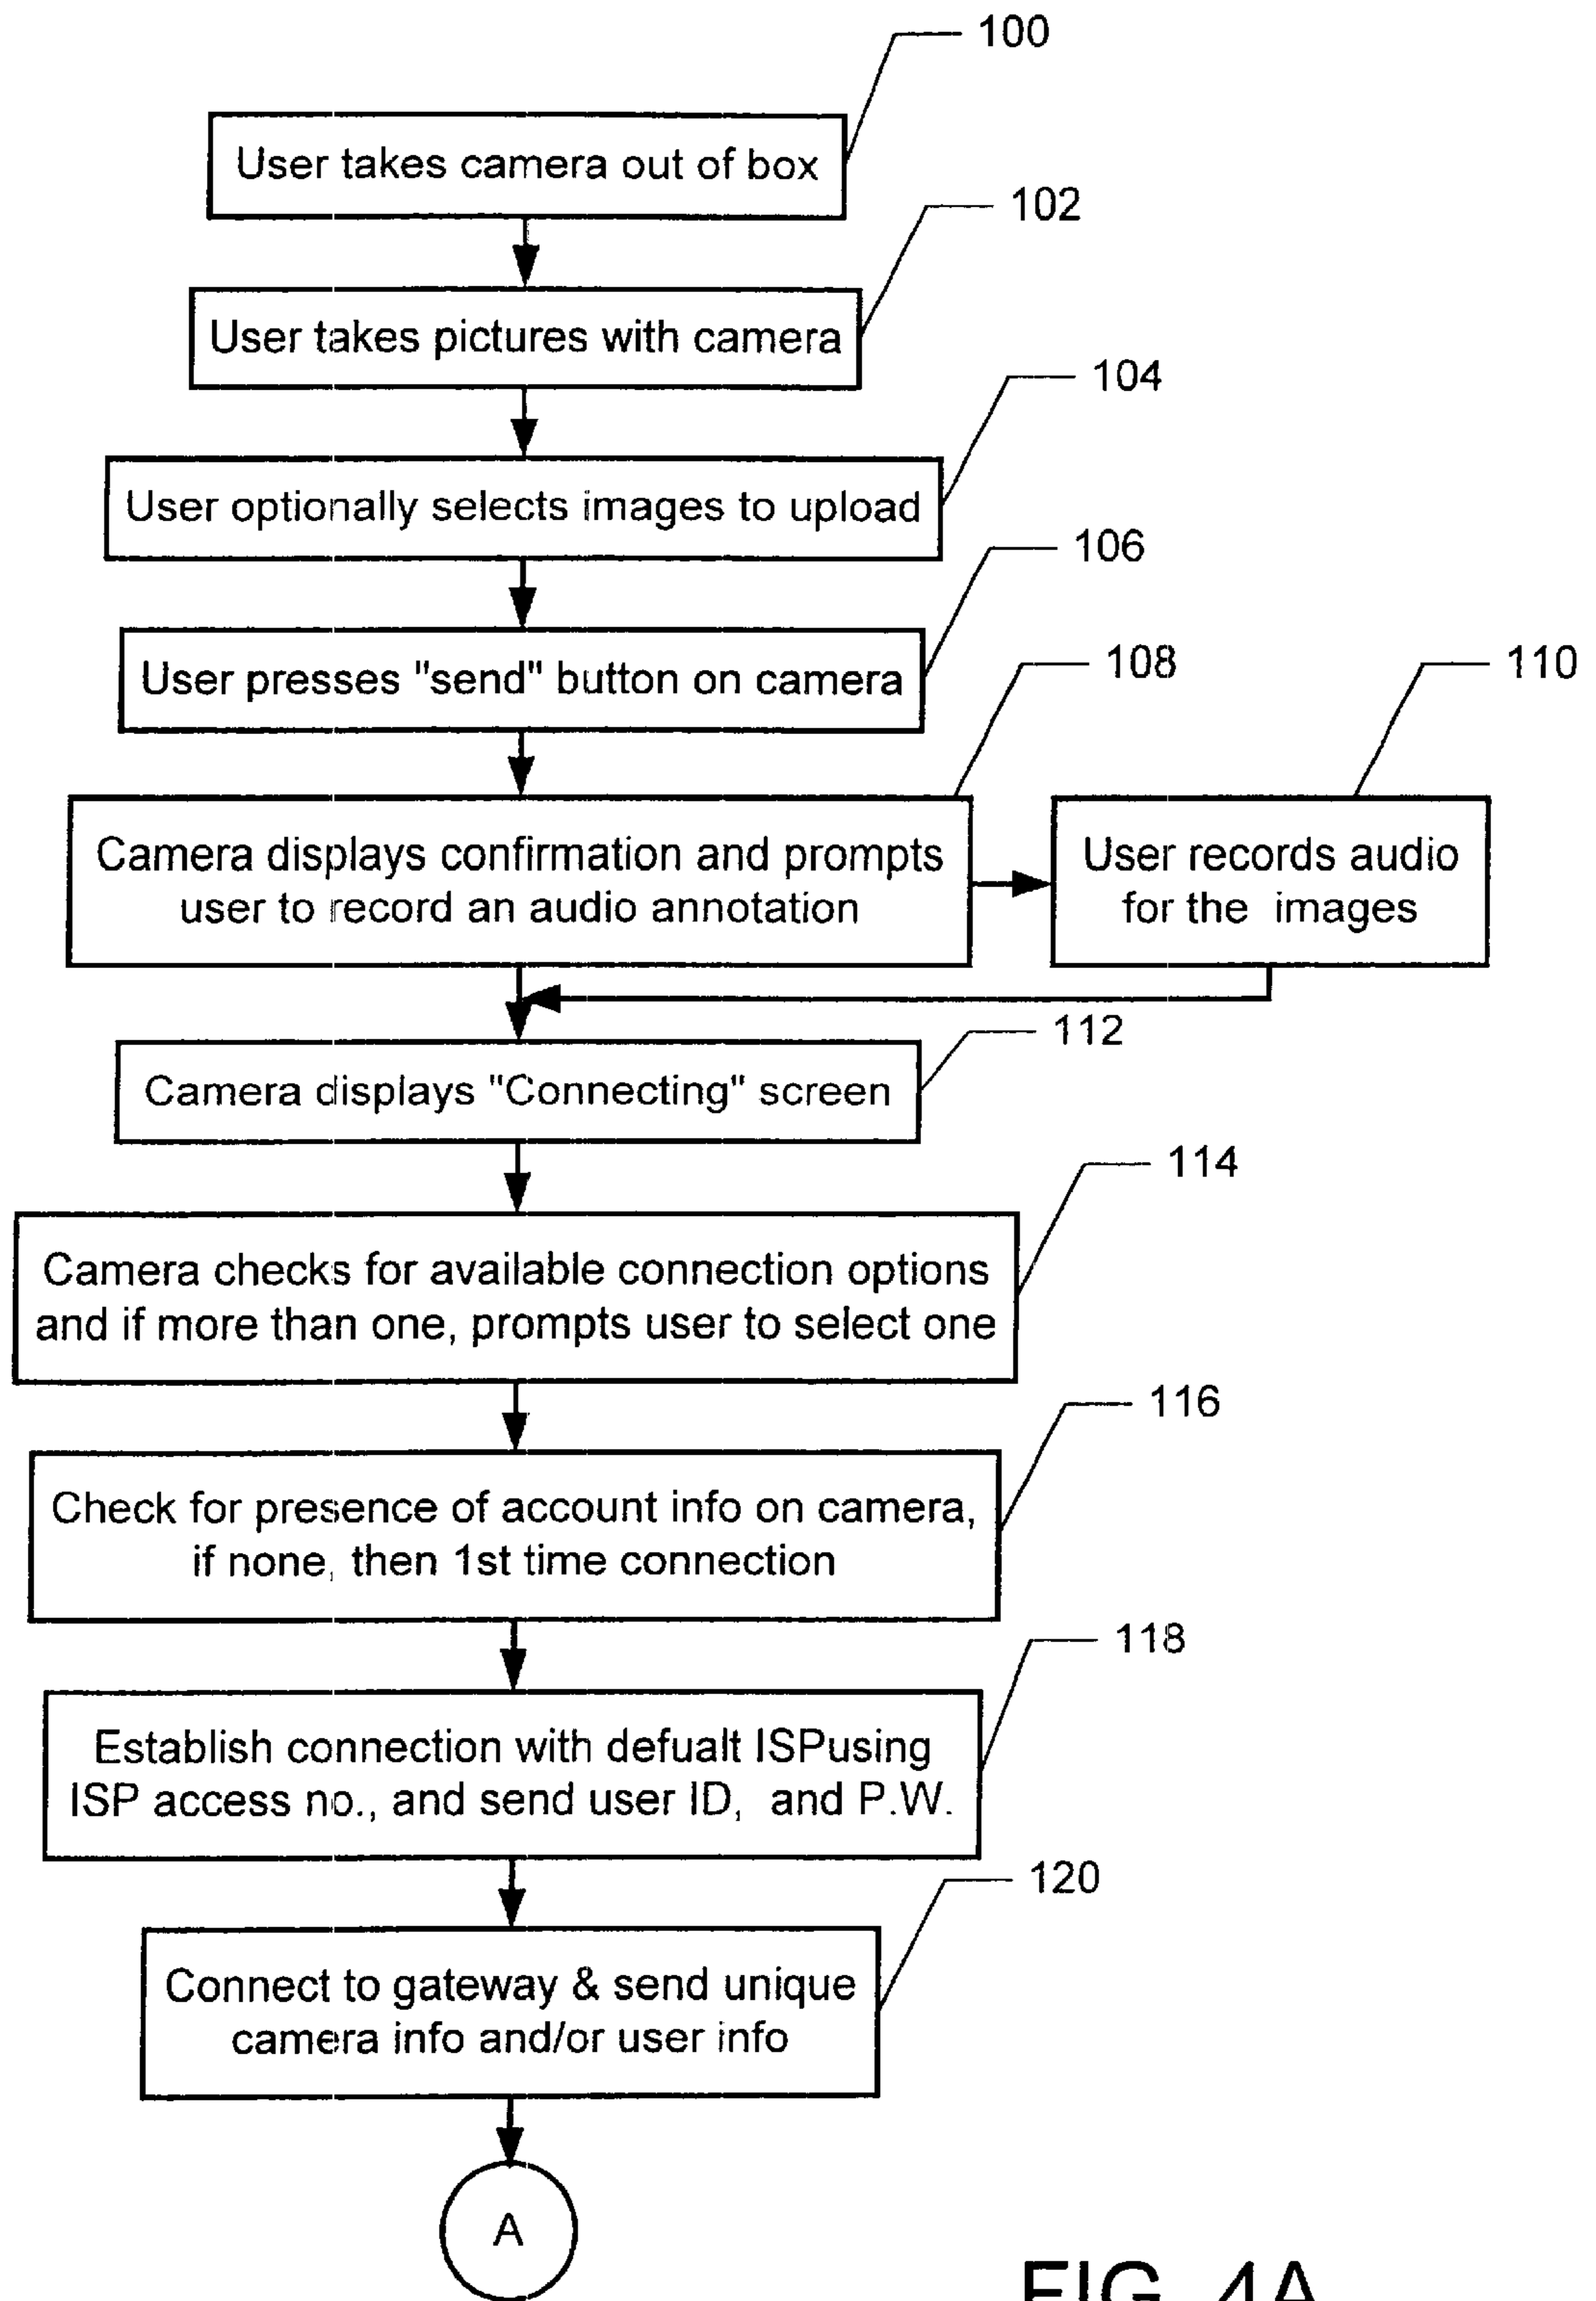 100
User takes camera out of box
102
User takes pictures with camera
104
User optionally selects images to upload
106
User presses "send" button on camera
108
110
Camera displays confirmation and prompts
user to record an audio annotation
User records audio
for the images
112
Camera displays "Connecting" screen
114
Camera checks for available connection options
and if more than one, prompts user to select one
116
Check for presence of account info on camera,
if none, then 1st time connection
118
Establish connection with defualt ISPusing
ISP access no., and send user ID, and P.W.
120
Connect to gateway & send unique
camera info and/or user info
A
FIG. 4A